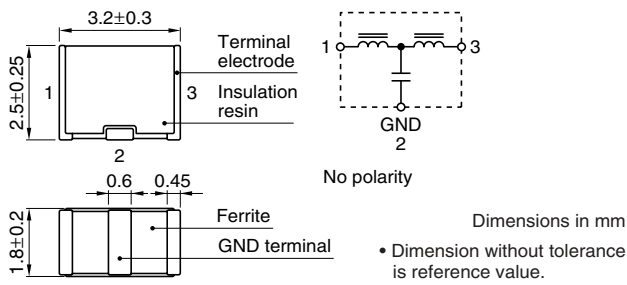 3.2±0.3
2.5±0.25
1
3
2
Terminal
electrode
Insulation
resin
1
3
GND
2
No polarity
0.6
0.45
1.8±0.2
Ferrite
GND terminal
Dimensions in mm
• Dimension without tolerance
is reference value.